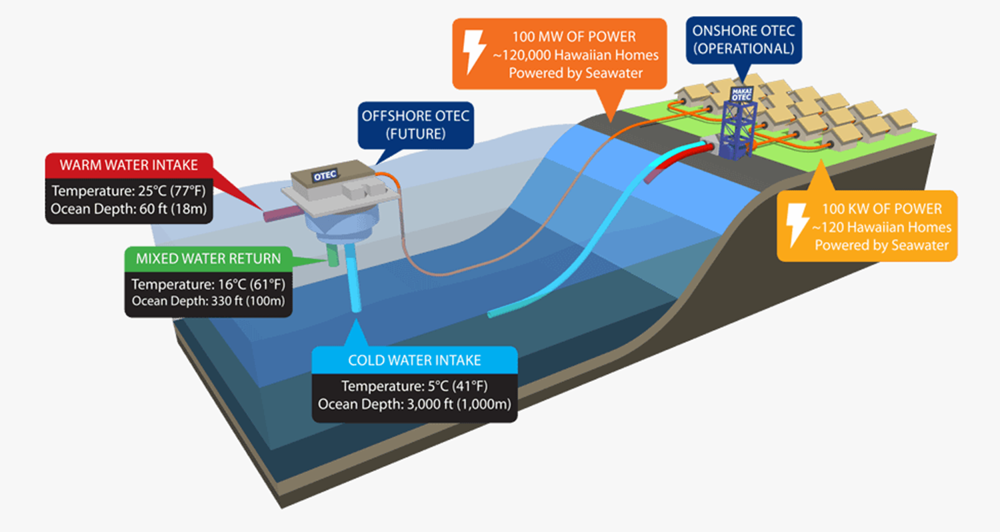 100 MW OF POWER
~120,000 Hawaiian Homes
Powered by Seawater
ONSHORE OTEC
(OPERATIONAL)
MAKAI
OTEC
OFFSHORE OTEC
(FUTURE)
WARM WATER INTAKE
Temperature: 25°C (77°F)
Ocean Depth: 60 ft (18m)
OTEC
100 KW OF POWER
~120 Hawaiian Homes
Powered by Seawater
MIXED WATER RETURN
Temperature: 16°C (61°F)
Ocean Depth: 330 ft (100m)
COLD WATER INTAKE
Temperature: 5°C (41°F)
Ocean Depth: 3,000 ft (1,000m)